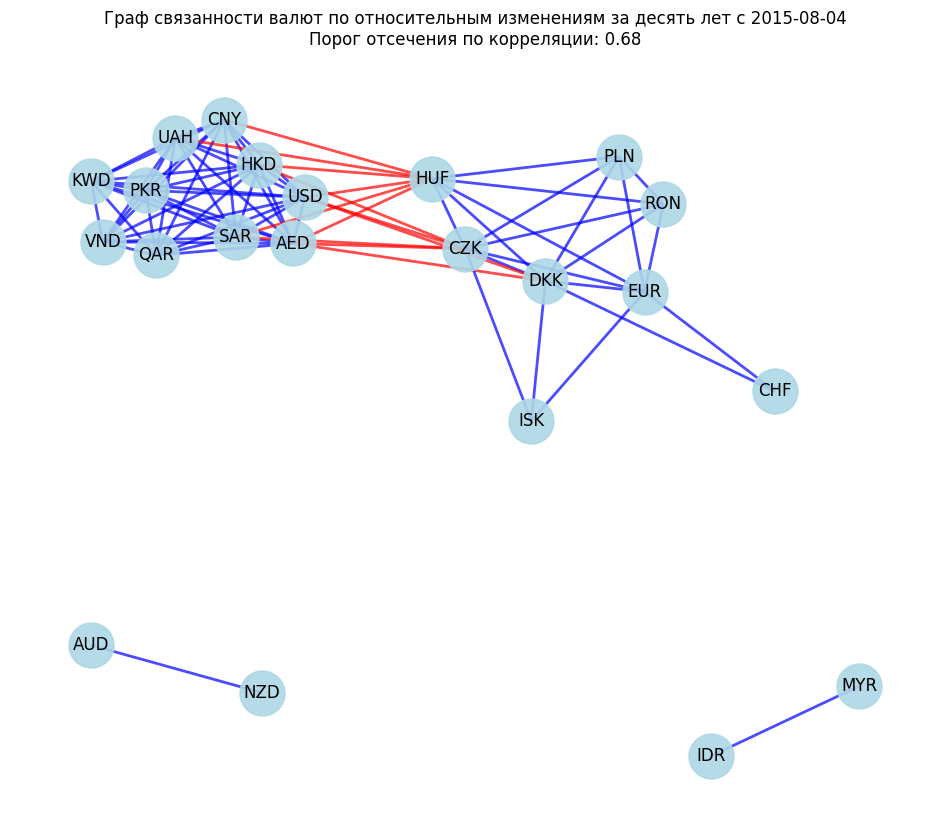 Граф связанности валют по относительным изменениям за десять лет с 2015-08-04
Порог отсечения по корреляции: 0.68
CNY
UAH
HKD
PLN
KWD
PKR
USD
HUF
RON
VND
QAR
SAR
AED
CZK
DKK
EUR
CHF
ISK
AUD
NZD
MYR
IDR